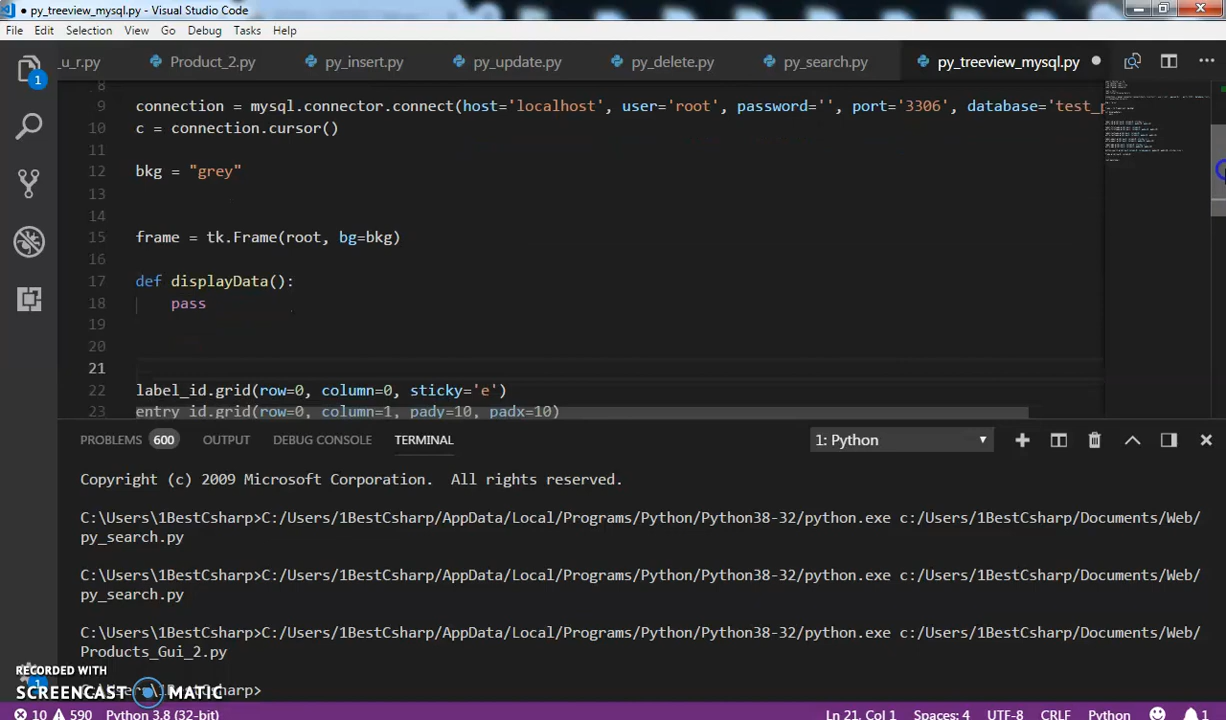 py_treeview_mysql.py - Visual Studio Code
File Edit Selection View Go Debug Tasks Help
_u_r.py Product_2.py py_insert.py py_update.py py_delete.py py_search.py py_treeview_mysql.py
8
9 connection = mysql.connector.connect(host='localhost', user='root', password='', port='3306', database='test_p
10 c = connection.cursor()
11
12 bkg = "grey"
13
14
15 frame = tk.Frame(root, bg=bkg)
16
17 def displayData():
18 pass
19
20
21
22 label_id.grid(row=0, column=0, sticky='e')
23 entry_id.grid(row=0, column=1, pady=10, padx=10)
PROBLEMS 600 OUTPUT DEBUG CONSOLE TERMINAL 1: Python
Copyright (c) 2009 Microsoft Corporation. All rights reserved.
C:\Users\1BestCsharp>C:/Users/1BestCsharp/AppData/Local/Programs/Python/Python38-32/python.exe c:/Users/1BestCsharp/Documents/Web/
py_search.py
C:\Users\1BestCsharp>C:/Users/1BestCsharp/AppData/Local/Programs/Python/Python38-32/python.exe c:/Users/1BestCsharp/Documents/Web/
py_search.py
C:\Users\1BestCsharp>C:/Users/1BestCsharp/AppData/Local/Programs/Python/Python38-32/python.exe c:/Users/1BestCsharp/Documents/Web/
Products_Gui_2.py
RECORDED WITH
SCREENCAST MATIC
C:\Users\1BestCsharp>
10 590 Python 3.8 (32-bit) Ln 21, Col 1 Spaces: 4 UTF-8 CRLF Python 1